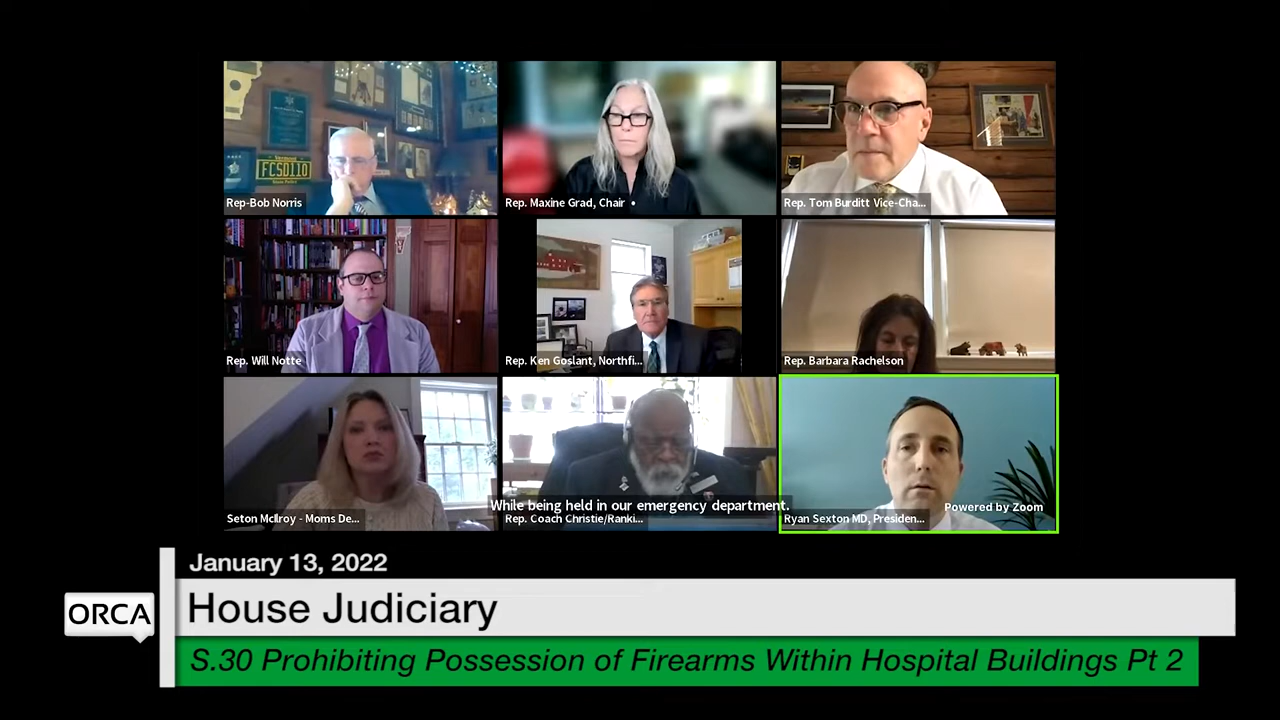 Vermont
FCSD110
Rep-Bob Norris
Rep. Maxine Grad, Chair
Rep. Tom Burditt Vice-Cha...
Rep. Will Notte
Rep. Ken Goslant, Northfi...
Rep. Barbara Rachelson
Seton McIlroy - Moms De...
While being held in our emergency department.
Rep. Coach Christie/Ranki...
Ryan Sexton MD, Presiden...
Powered by Zoom
January 13, 2022
ORCA
House Judiciary
S.30 Prohibiting Possession of Firearms Within Hospital Buildings Pt 2